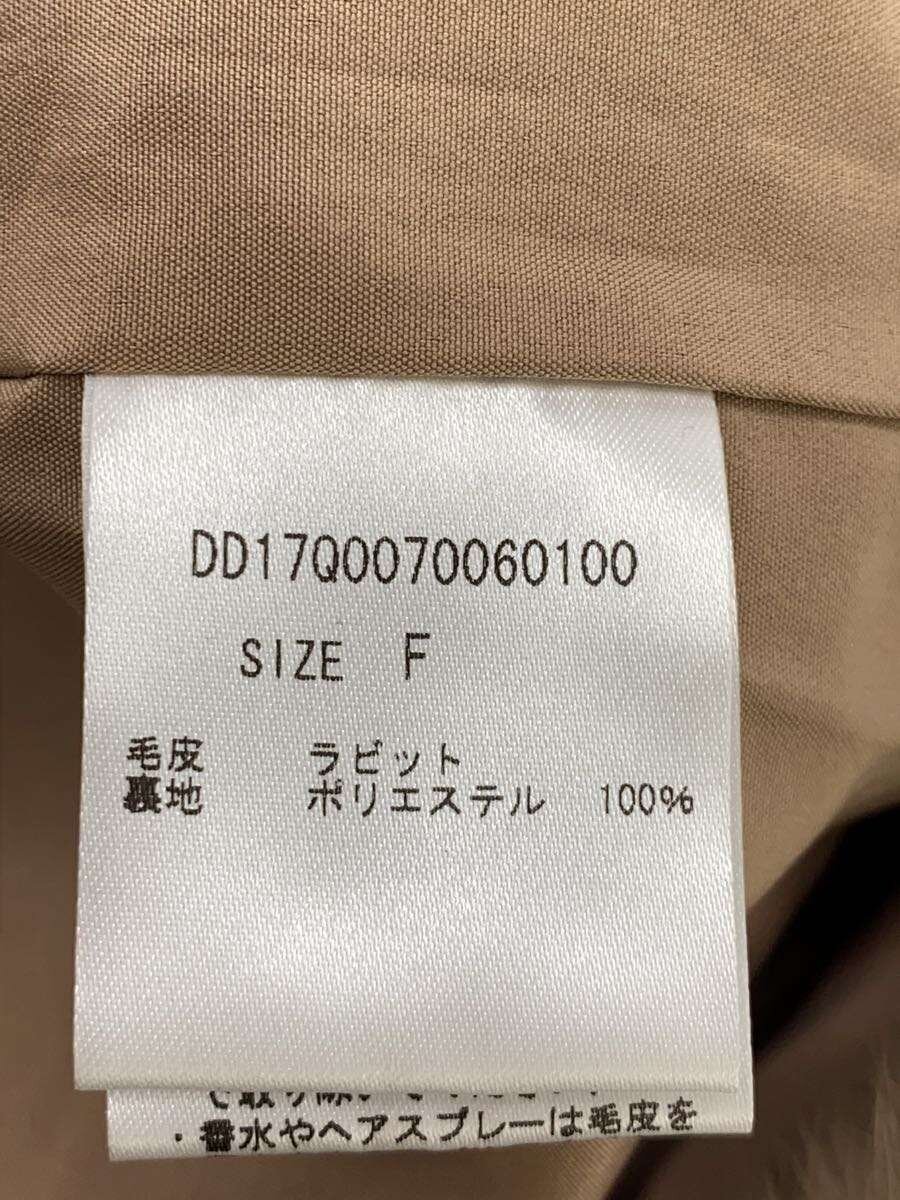 DD17Q0070060100
SIZE F
毛皮 ラビット
裏地 ポリエステル 100%
・香水やヘアスプレーは毛皮を